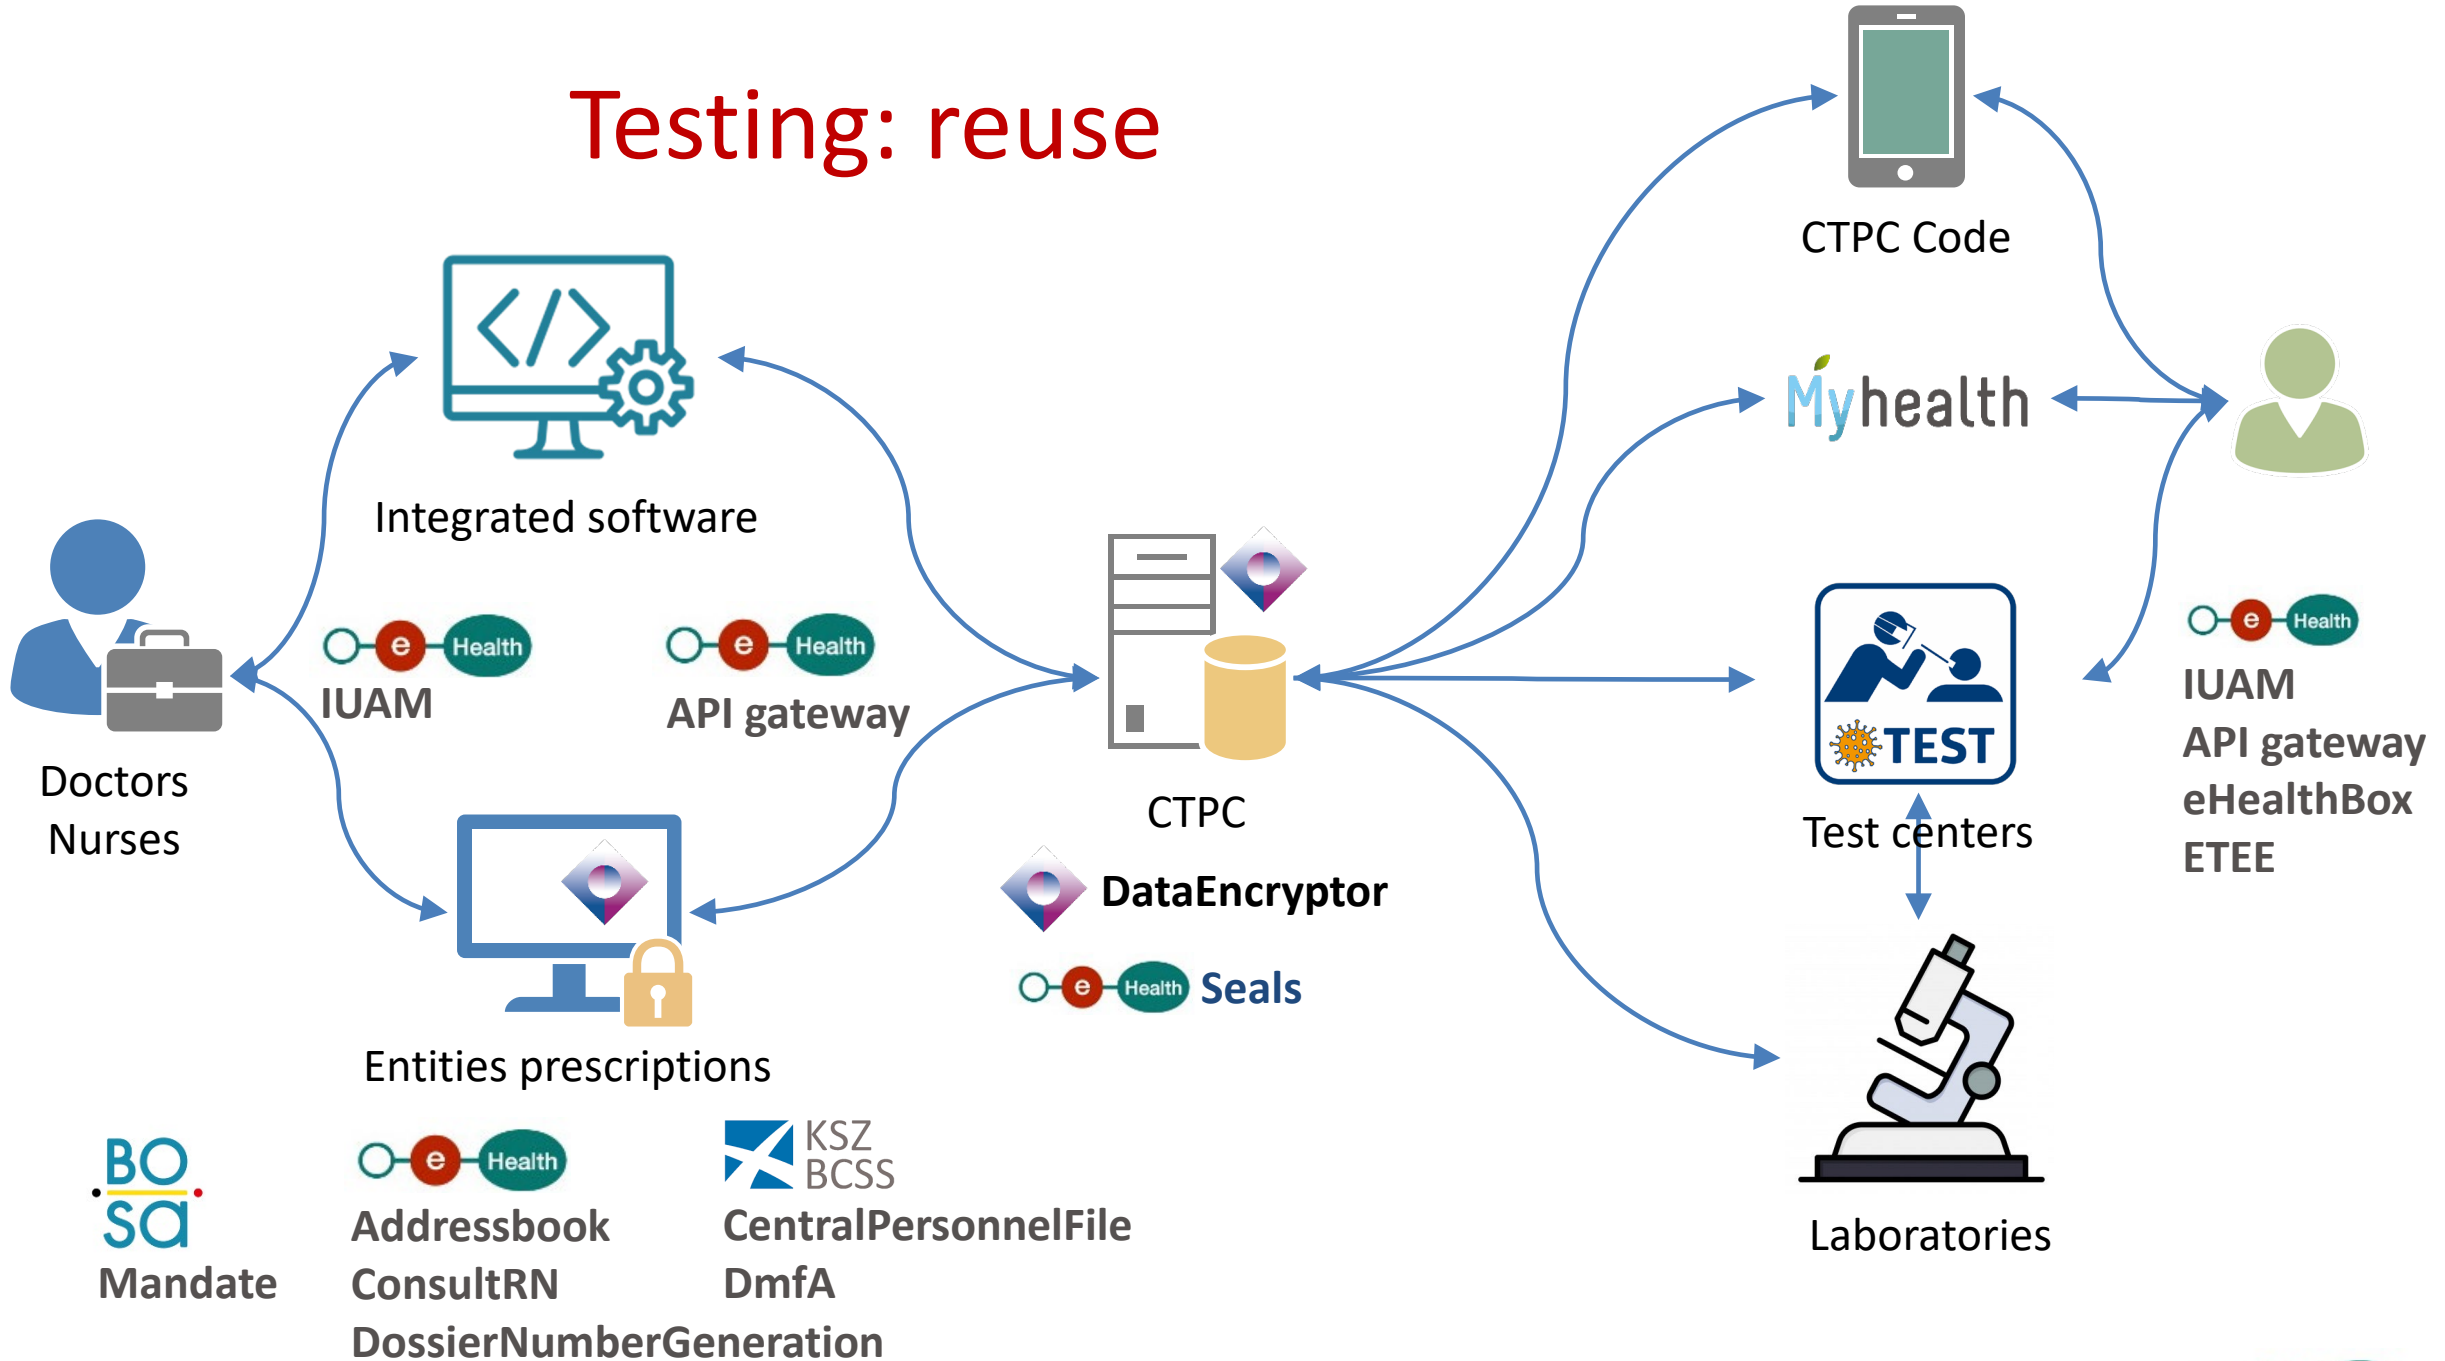 Testing: reuse
CTPC Code
Myhealth
Integrated software
e Health
IUAM
e Health
API gateway
Doctors
Nurses
CTPC
DataEncryptor
e Health Seals
TEST
Test centers
e Health
IUAM
API gateway
eHealthBox
ETEE
Entities prescriptions
Laboratories
BO
sa
Mandate
e Health
Addressbook
ConsultRN
DossierNumberGeneration
KSZ
BCSS
CentralPersonnelFile
DmfA